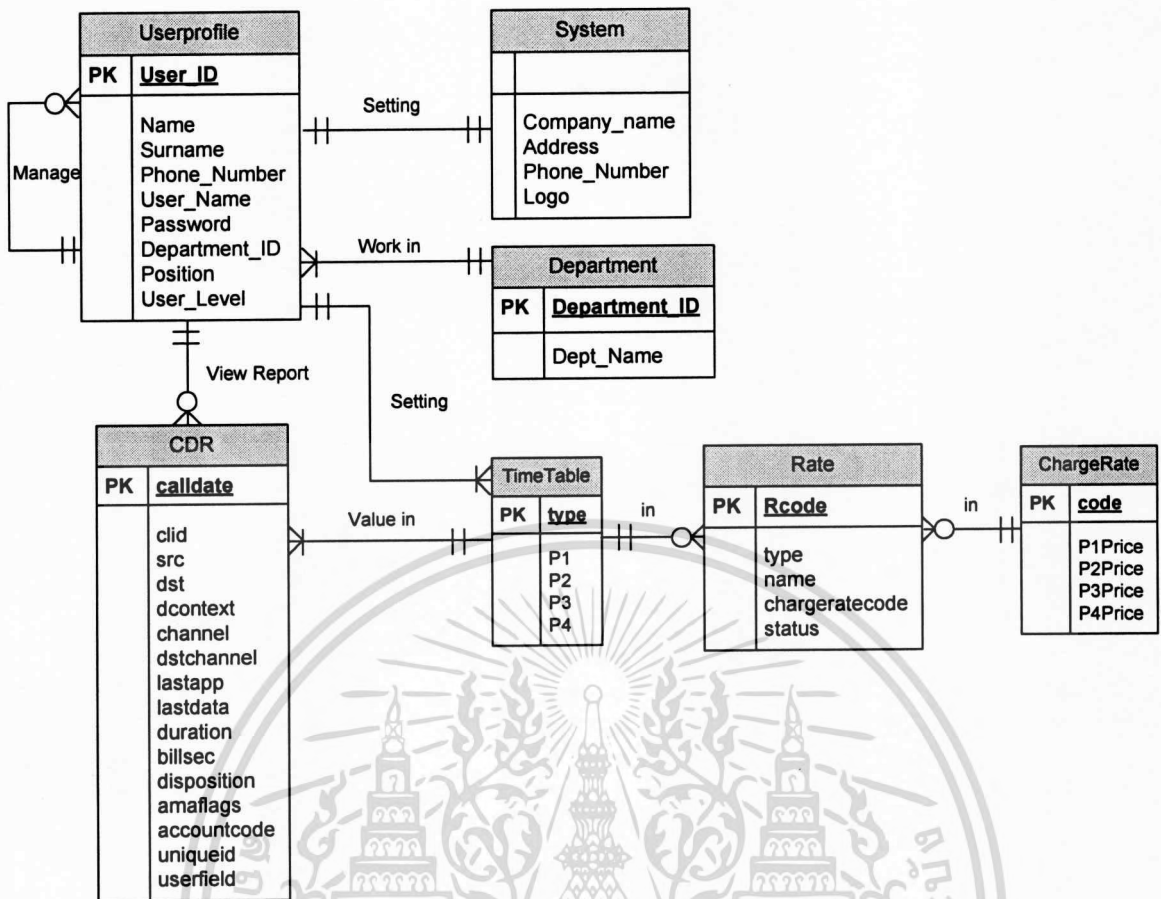 Userprofile
PK User_ID
Name
Surname
Phone_Number
User_Name
Password
Department_ID
Position
User_Level
Manage
Setting
System
Company_name
Address
Phone_Number
Logo
Work in
Department
PK Department_ID
Dept_Name
View Report
Setting
CDR
PK calldate
clid
src
dst
dcontext
channel
dstchannel
lastapp
lastdata
duration
billsec
disposition
amaflags
accountcode
uniqueid
userfield
Value in
TimeTable
PK type
P1
P2
P3
P4
in
Rate
PK Rcode
type
name
chargeratecode
status
in
ChargeRate
PK code
P1Price
P2Price
P3Price
P4Price